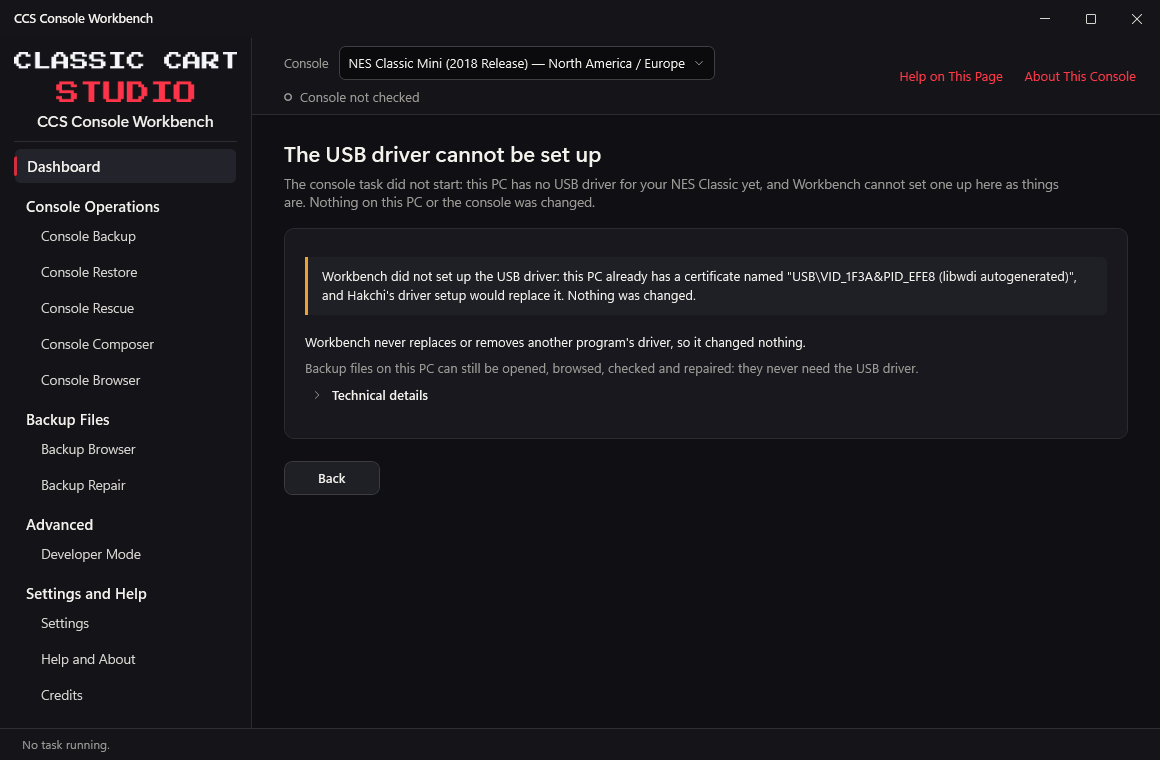 CCS Console Workbench
CLASSIC CART
STUDIO
CCS Console Workbench
Dashboard
Console Operations
Console Backup
Console Restore
Console Rescue
Console Composer
Console Browser
Backup Files
Backup Browser
Backup Repair
Advanced
Developer Mode
Settings and Help
Settings
Help and About
Credits
Console
NES Classic Mini (2018 Release) — North America / Europe
Console not checked
Help on This Page
About This Console
The USB driver cannot be set up
The console task did not start: this PC has no USB driver for your NES Classic yet, and Workbench cannot set one up here as things
are. Nothing on this PC or the console was changed.
Workbench did not set up the USB driver: this PC already has a certificate named "USB\VID_1F3A&PID_EFE8 (libwdi autogenerated)",
and Hakchi's driver setup would replace it. Nothing was changed.
Workbench never replaces or removes another program's driver, so it changed nothing.
Backup files on this PC can still be opened, browsed, checked and repaired: they never need the USB driver.
Technical details
Back
No task running.